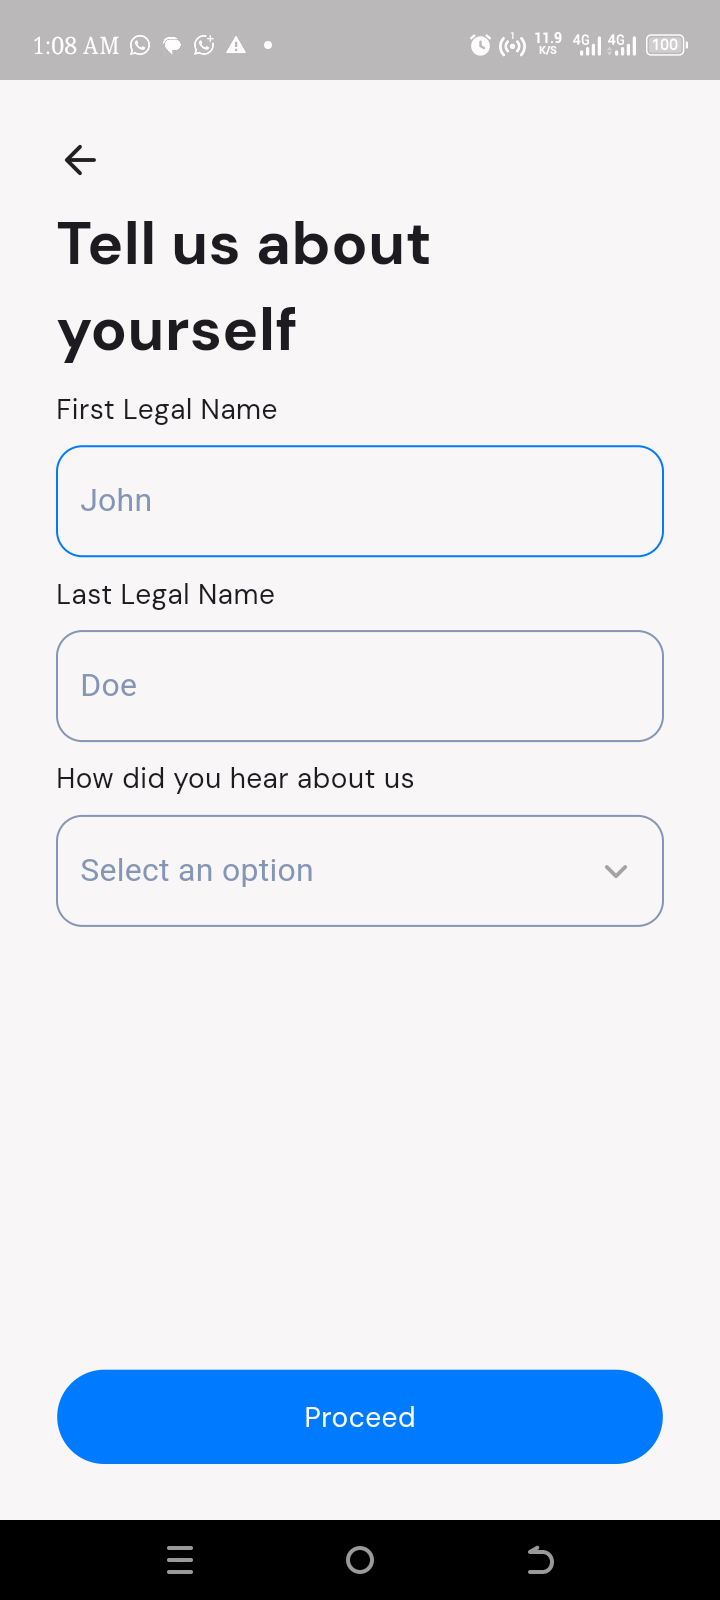 1:08 AM
1
11.9
K/S
4G
4G
100
Tell us about
yourself
First Legal Name
John
Last Legal Name
Doe
How did you hear about us
Select an option
Proceed